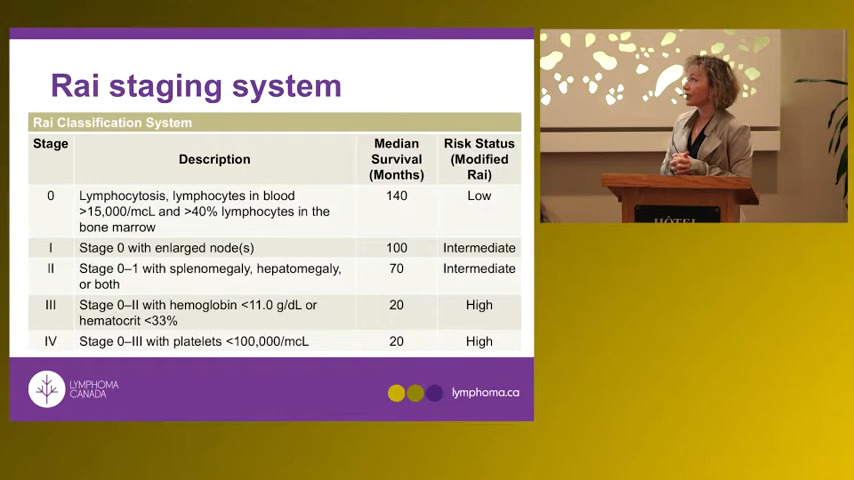 Rai staging system
Rai Classification System
Stage
Description
Median
Survival
(Months)
Risk Status
(Modified
Rai)
0
Lymphocytosis, lymphocytes in blood
>15,000/mcL and >40% lymphocytes in the
bone marrow
140
Low
I
Stage 0 with enlarged node(s)
100
Intermediate
II
Stage 0–1 with splenomegaly, hepatomegaly,
or both
70
Intermediate
III
Stage 0–II with hemoglobin <11.0 g/dL or
hematocrit <33%
20
High
IV
Stage 0–III with platelets <100,000/mcL
20
High
LYMPHOMA
CANADA
lymphoma.ca
HÔTEL